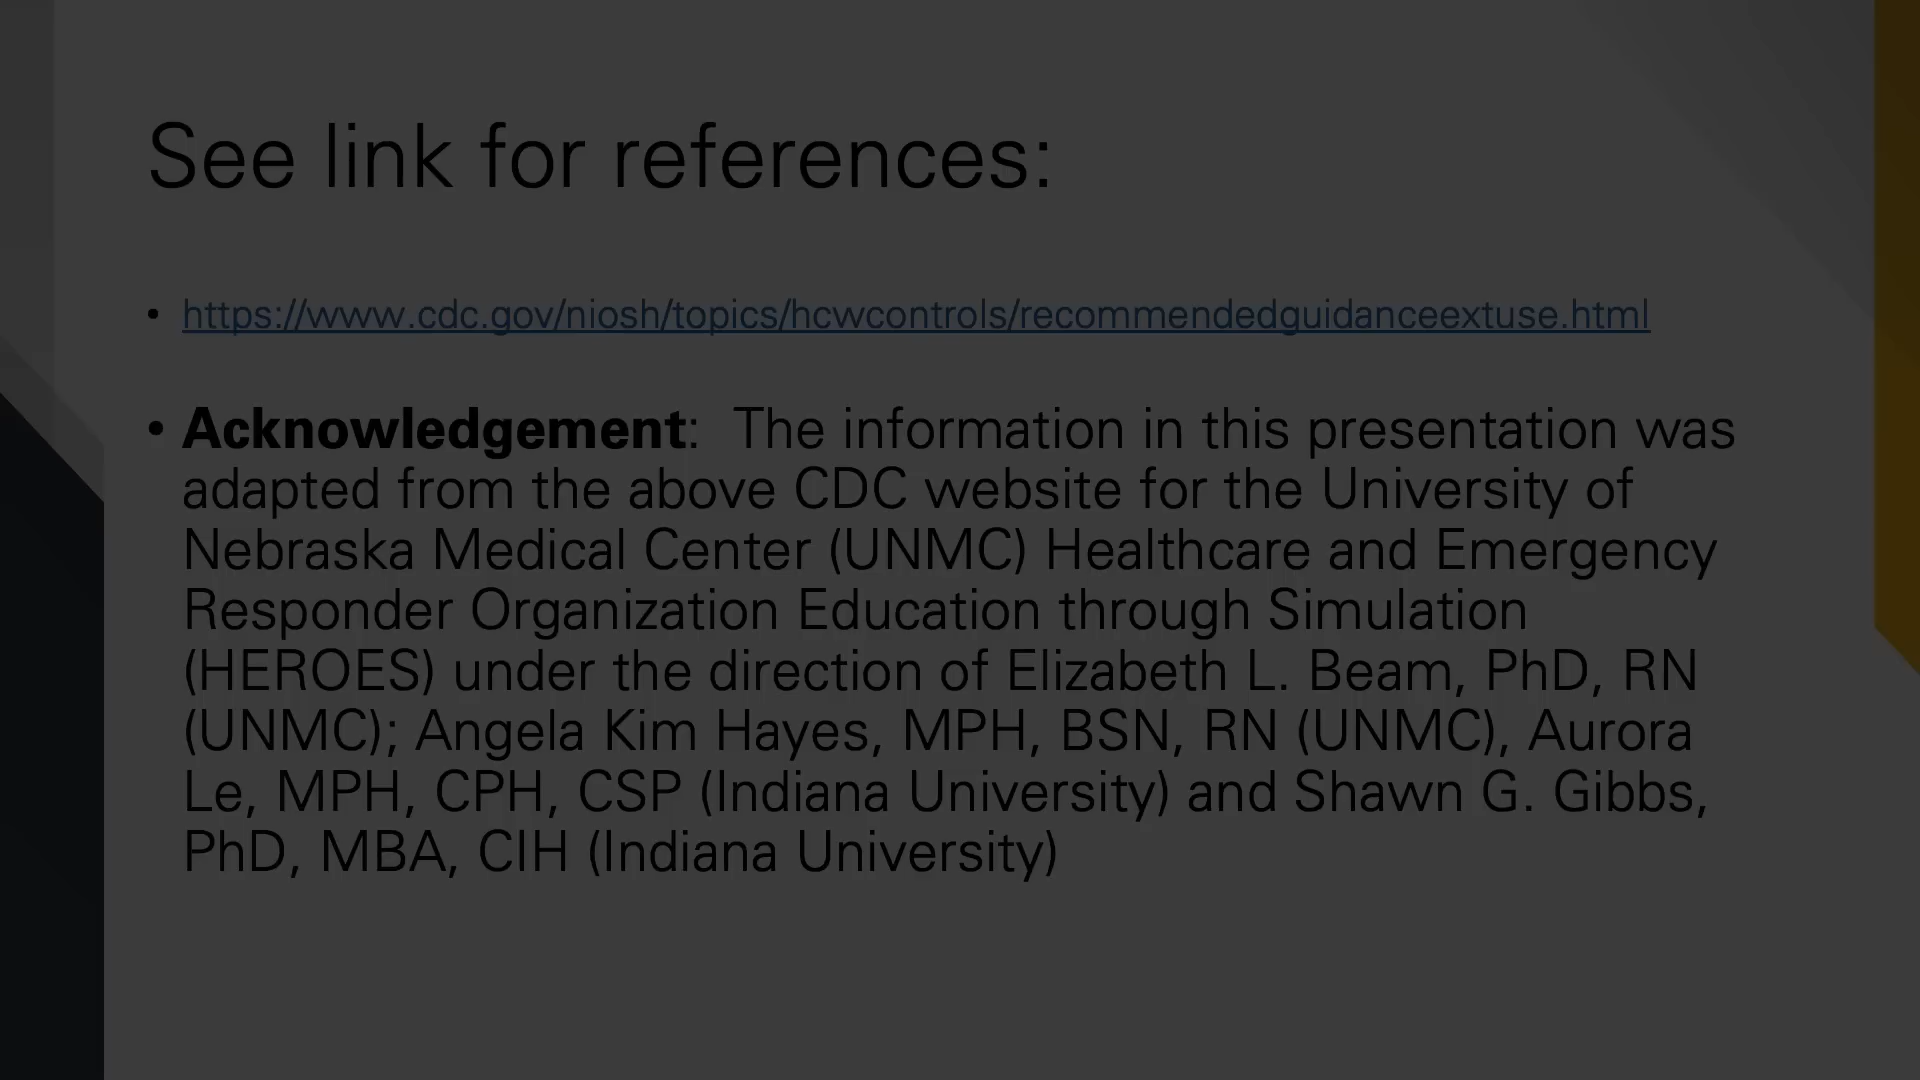 See link for references:
• https://www.cdc.gov/niosh/topics/hcwcontrols/recommendedguidanceextuse.html
• Acknowledgement:  The information in this presentation was
adapted from the above CDC website for the University of
Nebraska Medical Center (UNMC) Healthcare and Emergency
Responder Organization Education through Simulation
(HEROES) under the direction of Elizabeth L. Beam, PhD, RN
(UNMC); Angela Kim Hayes, MPH, BSN, RN (UNMC), Aurora
Le, MPH, CPH, CSP (Indiana University) and Shawn G. Gibbs,
PhD, MBA, CIH (Indiana University)